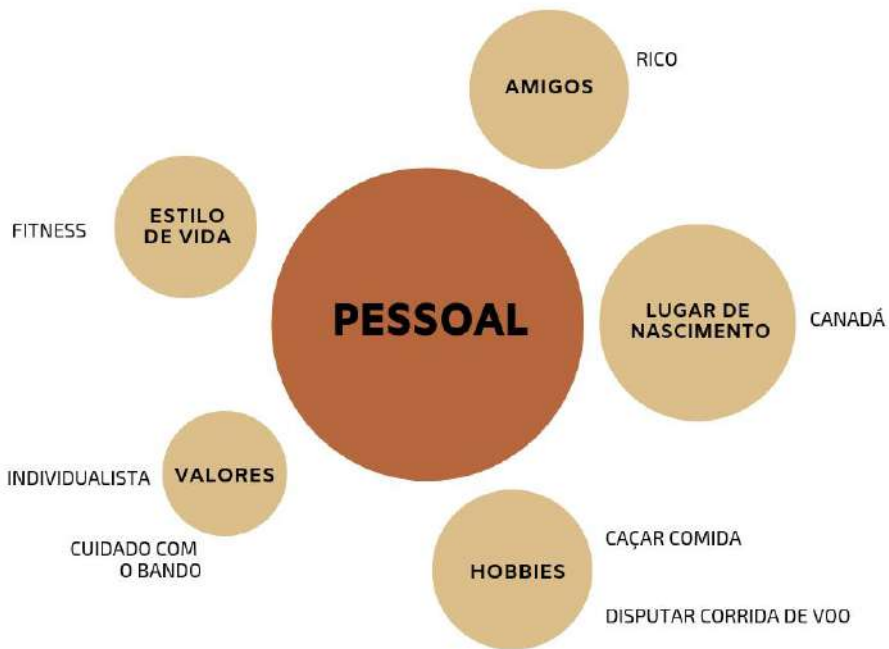 RICO
AMIGOS
ESTILO
DE VIDA
FITNESS
PESSOAL
LUGAR DE
NASCIMENTO
CANADÁ
INDIVIDUALISTA
VALORES
CUIDADO COM
O BANDO
CAÇAR COMIDA
HOBBIES
DISPUTAR CORRIDA DE VOO